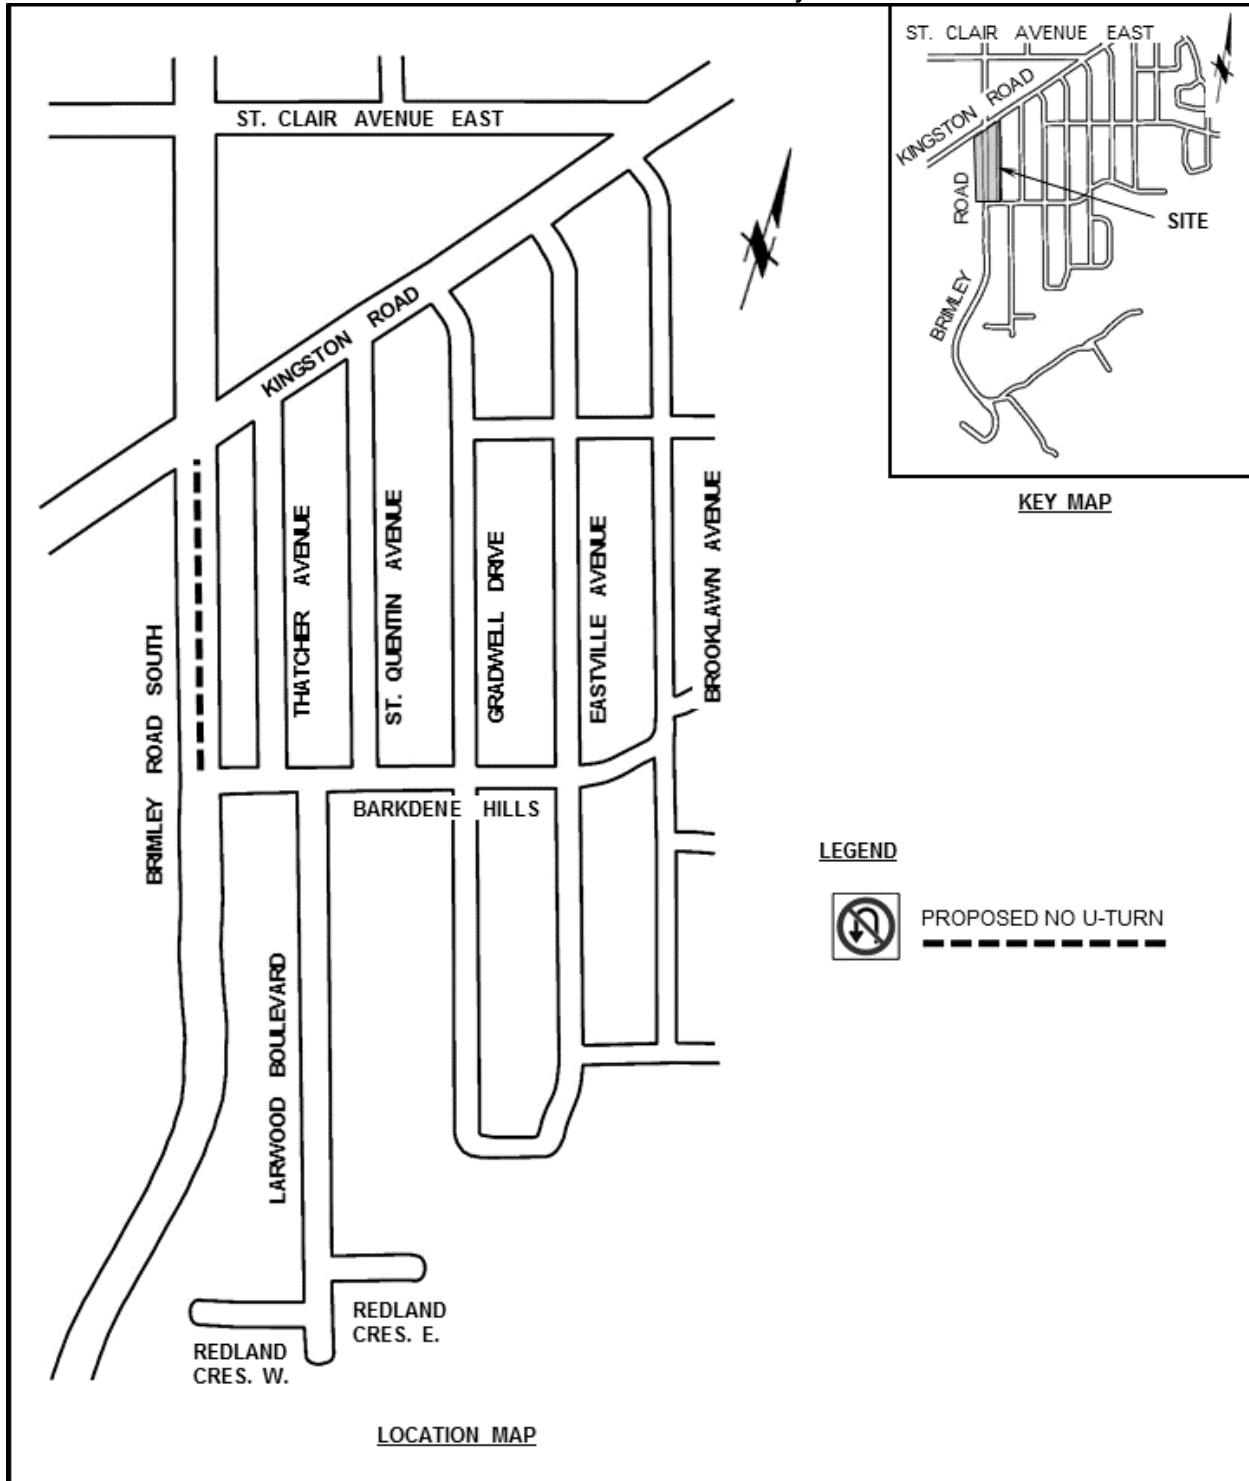 ST. CLAIR AVENUE EAST
KINGSTON ROAD
BRIMLEY ROAD SOUTH
THATCHER AVENUE
ST. QUENTIN AVENUE
GRADWELL DRIVE
EASTVILLE AVENUE
BROOKLAWN AVENUE
BARKDENE HILLS
LARWOOD BOULEVARD
REDLAND
CRES. E.
REDLAND
CRES. W.
LOCATION MAP
ST. CLAIR AVENUE EAST
KINGSTON ROAD
BRIMLEY ROAD
SITE
KEY MAP
LEGEND
PROPOSED NO U-TURN